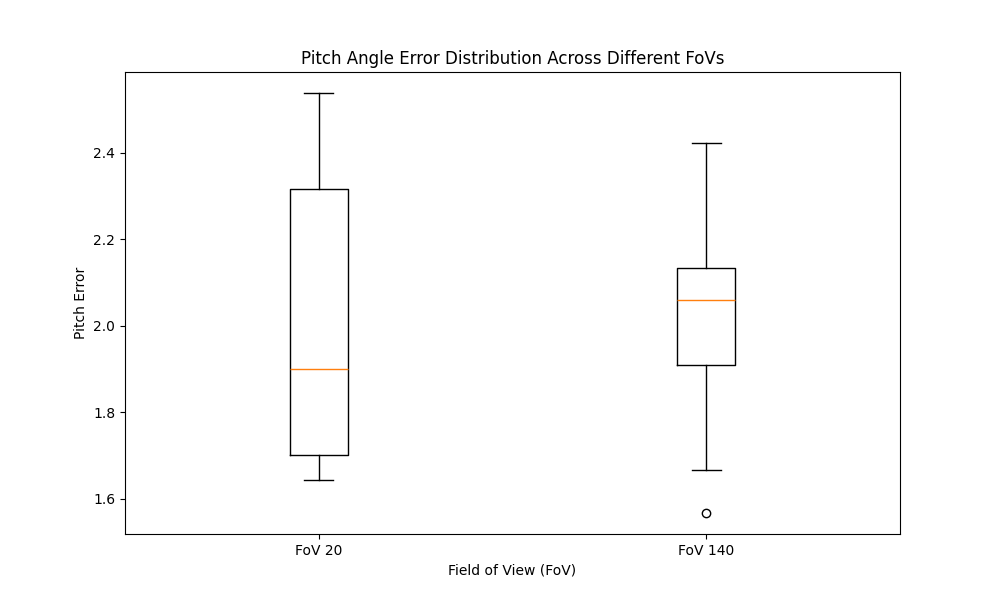 Pitch Angle Error Distribution Across Different FoVs
Pitch Error
2.4
2.2
2.0
1.8
1.6
FoV 20
FoV 140
Field of View (FoV)